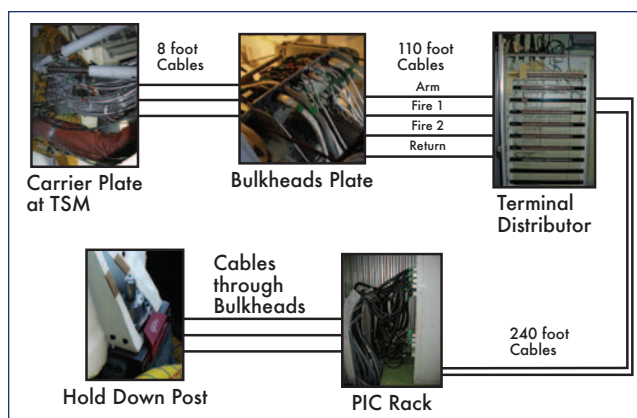 8 foot
Cables
110 foot
Cables
Arm
Fire 1
Fire 2
Return
Carrier Plate
at TSM
Bulkheads Plate
Terminal
Distributor
Cables
through
Bulkheads
240 foot
Cables
Hold Down Post
PIC Rack